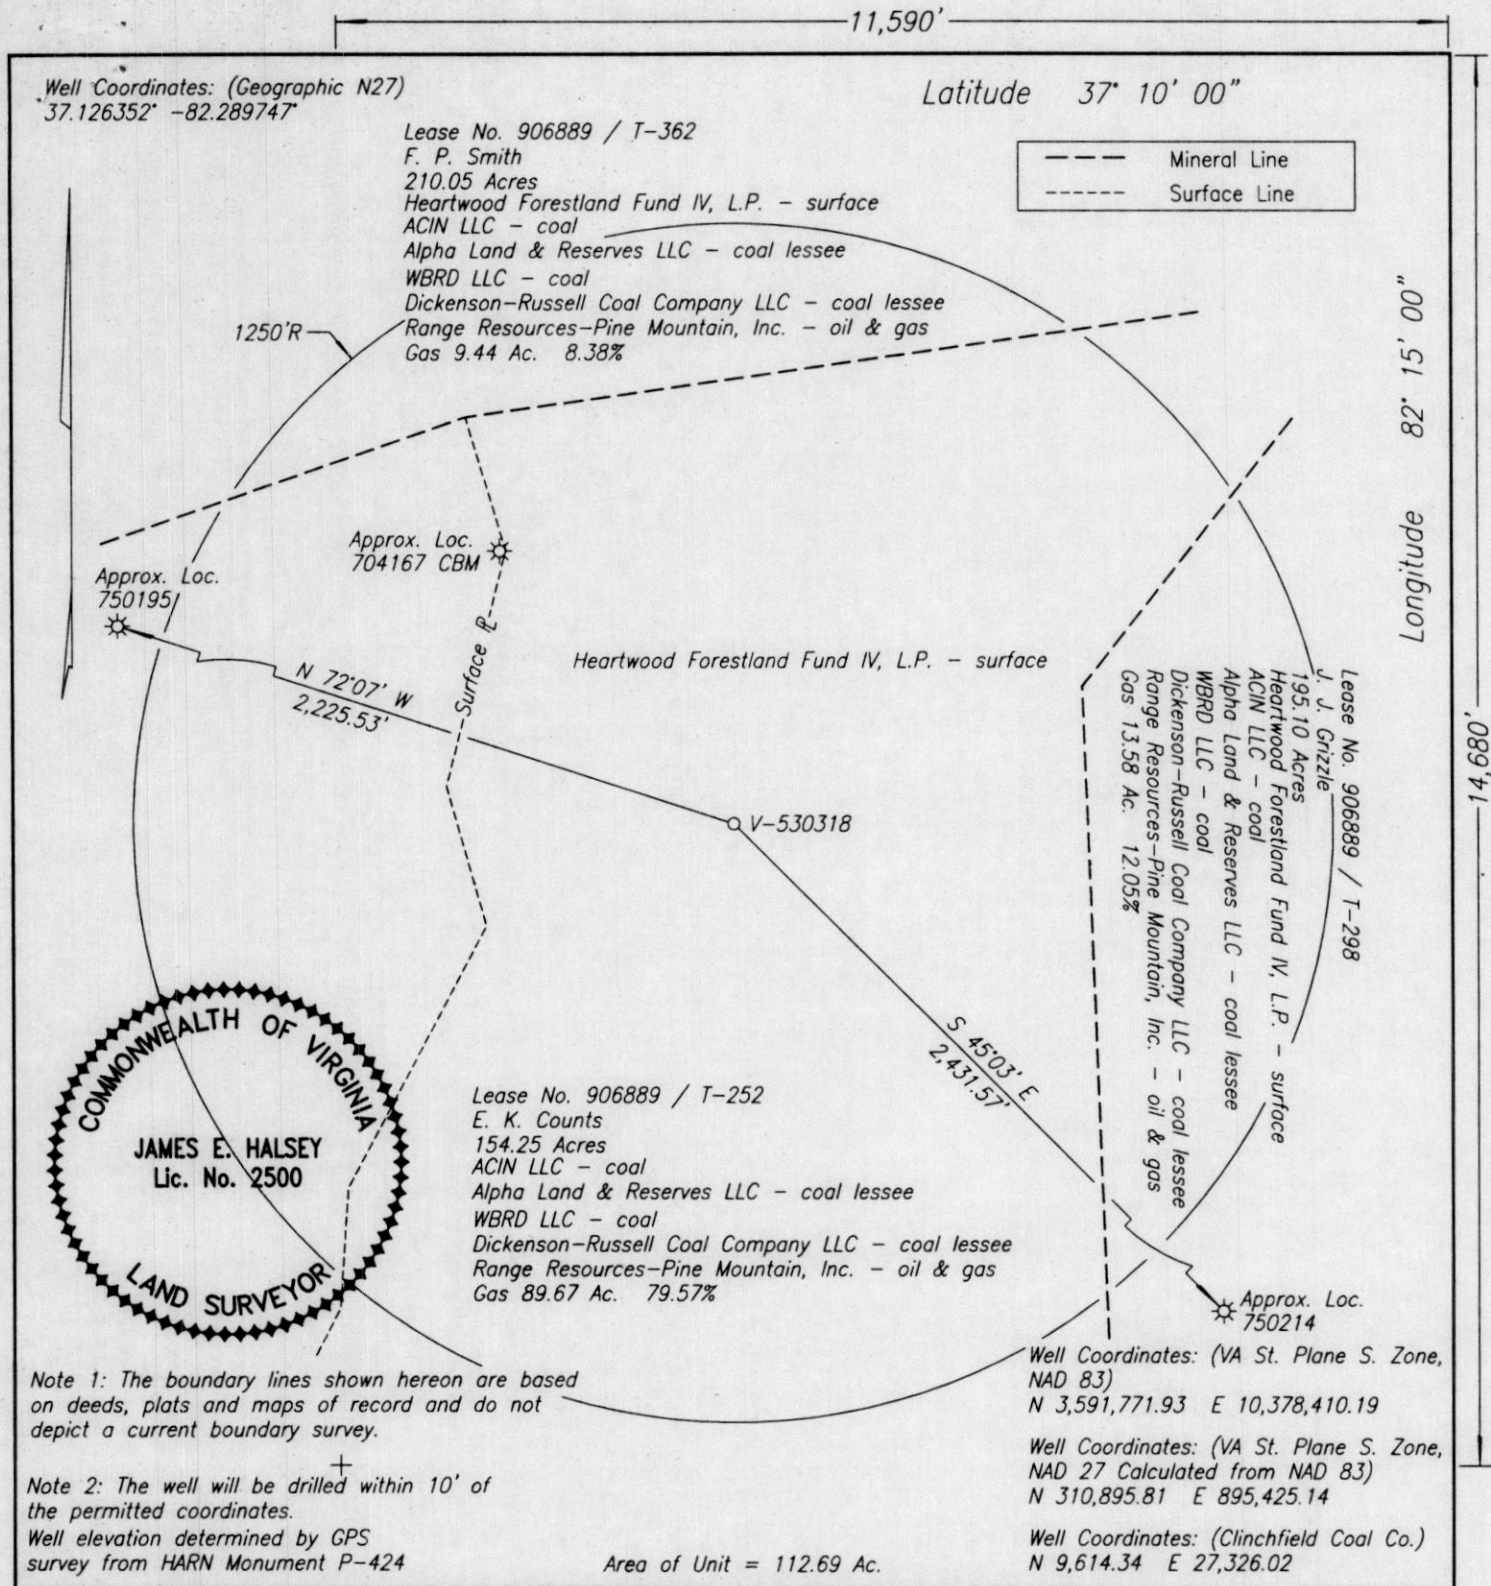 11,590'
Well Coordinates: (Geographic N27)
37.126352° -82.289747°
Latitude 37° 10' 00"
Mineral Line
Surface Line
Lease No. 906889 / T-362
F. P. Smith
210.05 Acres
Heartwood Forestland Fund IV, L.P. - surface
ACIN LLC - coal
Alpha Land & Reserves LLC - coal lessee
WBRD LLC - coal
Dickenson-Russell Coal Company LLC - coal lessee
Range Resources-Pine Mountain, Inc. - oil & gas
Gas 9.44 Ac. 8.38%
1250'R
Longitude 82° 15' 00"
14,680'
Approx. Loc.
704167 CBM
Approx. Loc.
750195
N 72°07' W
2,225.53'
Surface PL
Heartwood Forestland Fund IV, L.P. - surface
V-530318
Lease No. 906889 / T-298
J. J. Grizzle
195.10 Acres
Heartwood Forestland Fund IV, L.P. - surface
ACIN LLC - coal
Alpha Land & Reserves LLC - coal lessee
WBRD LLC - coal
Dickenson-Russell Coal Company LLC - coal lessee
Range Resources-Pine Mountain, Inc. - oil & gas
Gas 13.58 Ac. 12.05%
S 45°03' E
2,431.57'
COMMONWEALTH OF VIRGINIA
JAMES E. HALSEY
Lic. No. 2500
LAND SURVEYOR
Lease No. 906889 / T-252
E. K. Counts
154.25 Acres
ACIN LLC - coal
Alpha Land & Reserves LLC - coal lessee
WBRD LLC - coal
Dickenson-Russell Coal Company LLC - coal lessee
Range Resources-Pine Mountain, Inc. - oil & gas
Gas 89.67 Ac. 79.57%
Approx. Loc.
750214
Note 1: The boundary lines shown hereon are based
on deeds, plats and maps of record and do not
depict a current boundary survey.
Note 2: The well will be drilled within 10' of
the permitted coordinates.
Well elevation determined by GPS
survey from HARN Monument P-424
Area of Unit = 112.69 Ac.
Well Coordinates: (VA St. Plane S. Zone,
NAD 83)
N 3,591,771.93 E 10,378,410.19
Well Coordinates: (VA St. Plane S. Zone,
NAD 27 Calculated from NAD 83)
N 310,895.81 E 895,425.14
Well Coordinates: (Clinchfield Coal Co.)
N 9,614.34 E 27,326.02